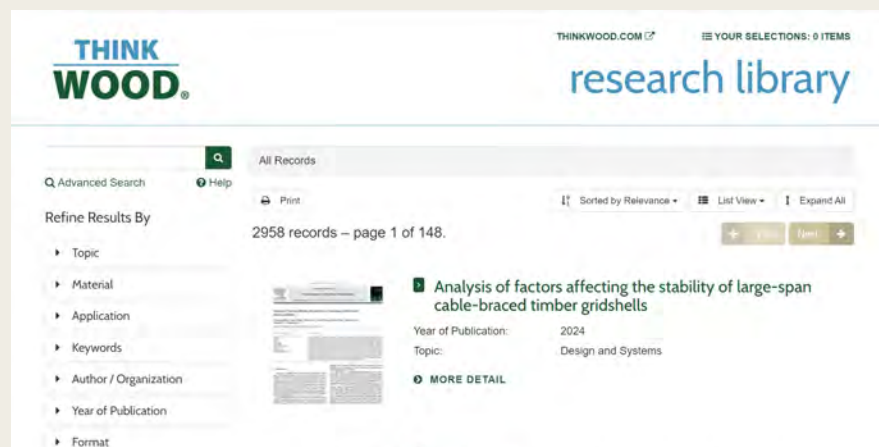 THINK
WOOD®
THINKWOOD.COM
YOUR SELECTIONS: 0 ITEMS
research library
Advanced Search
Help
Refine Results By
Topic
Material
Application
Keywords
Author / Organization
Year of Publication
Format
All Records
Print
Sorted by Relevance
List View
Expand All
2958 records – page 1 of 148.
Next
Analysis of factors affecting the stability of large-span
cable-braced timber gridshells
Year of Publication: 2024
Topic: Design and Systems
MORE DETAIL